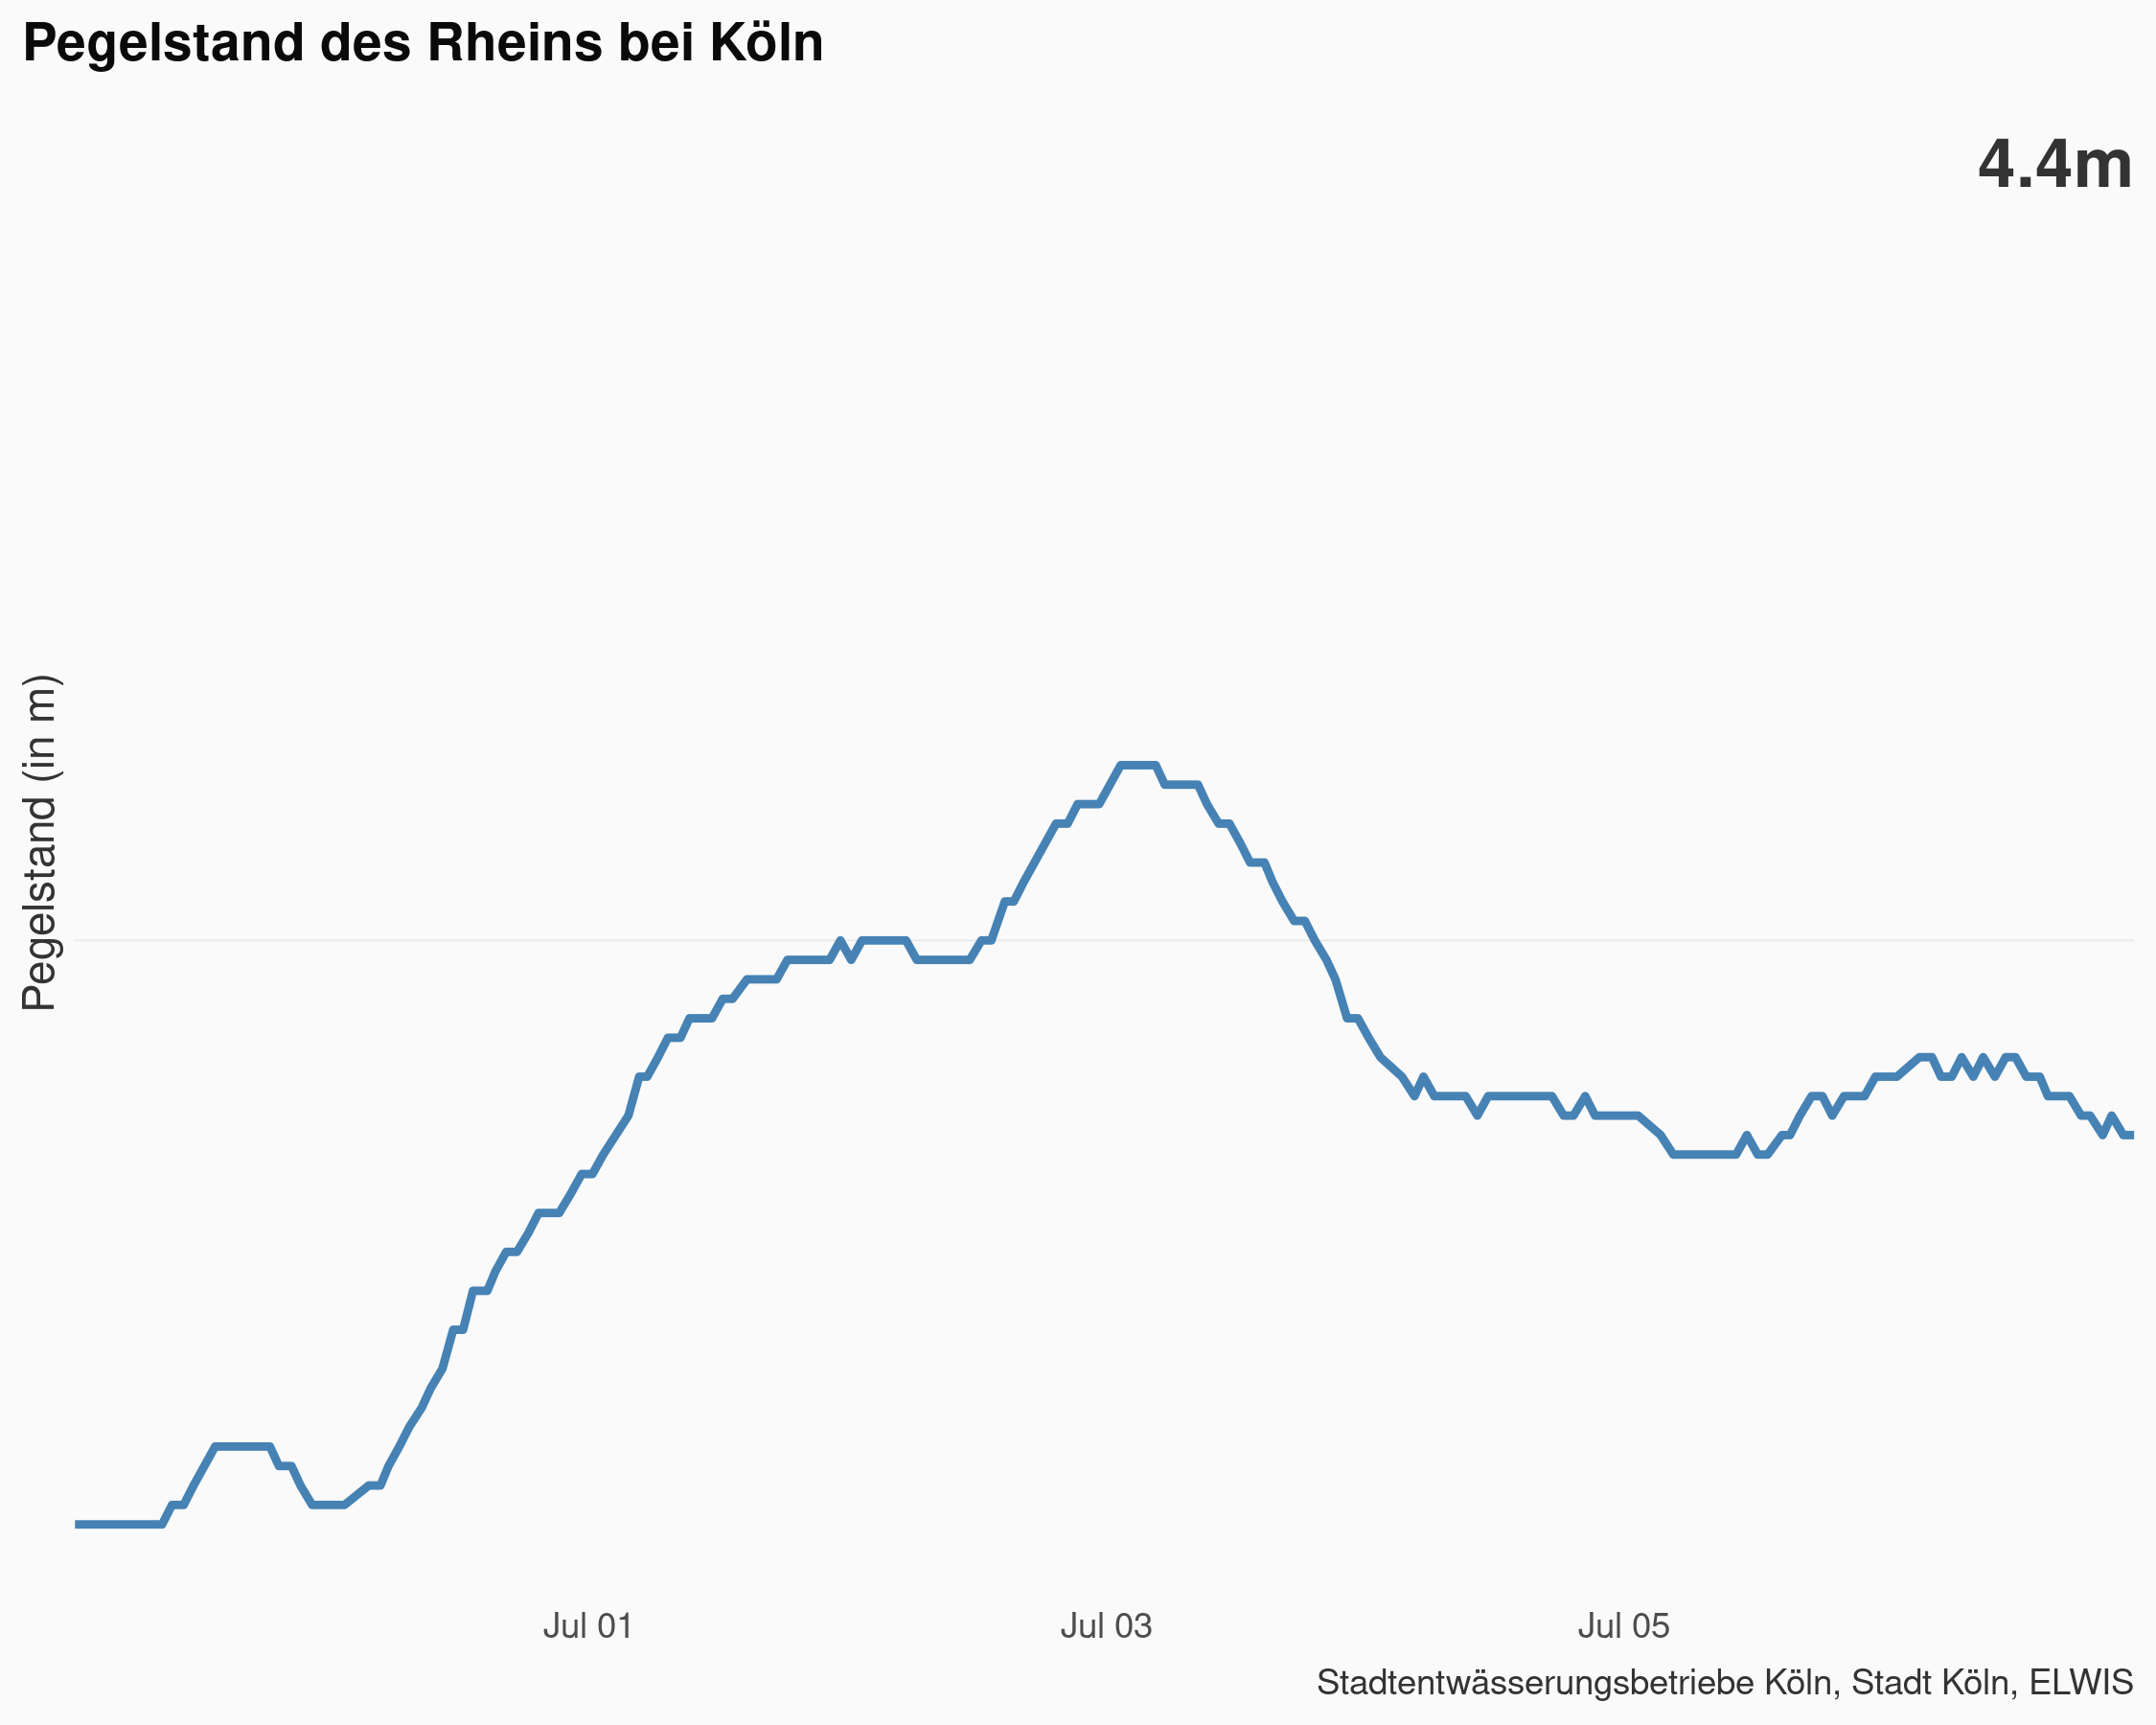 Pegelstand des Rheins bei Köln
4.4m
Pegelstand (in m)
Jul 01
Jul 03
Jul 05
Stadtentwässerungsbetriebe Köln, Stadt Köln, ELWIS